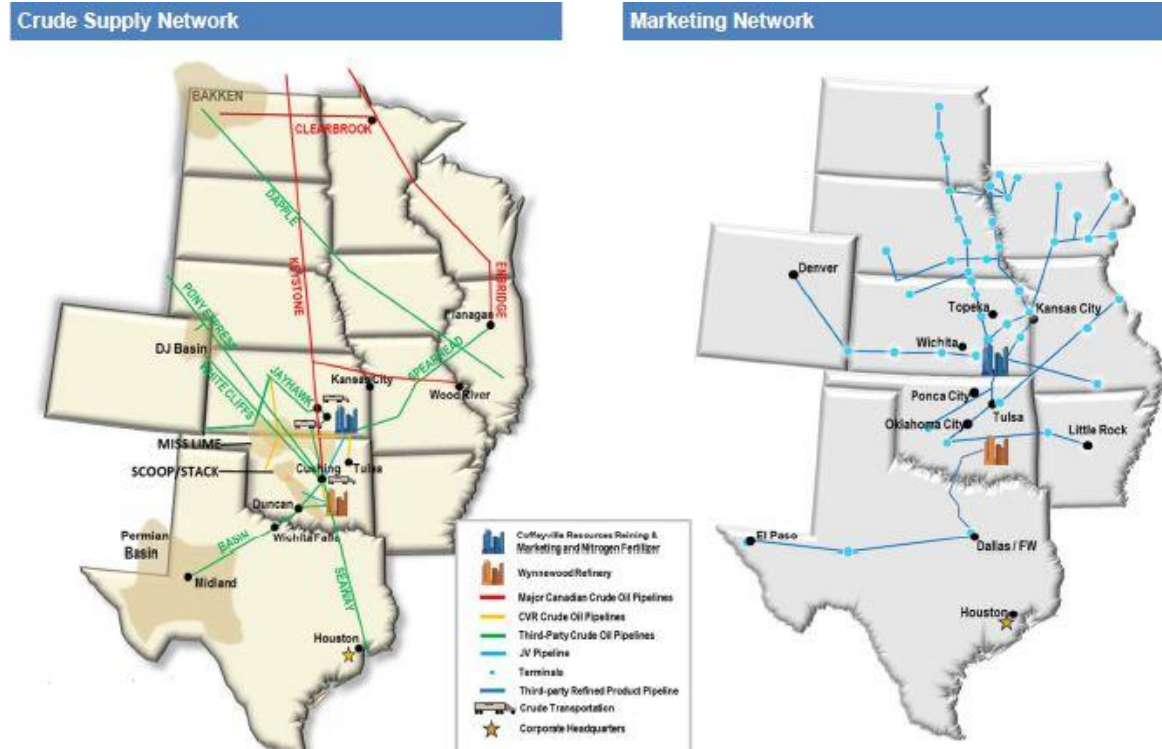 Crude Supply Network
BAKKEN
CLEARBROOK
DAPPLE
KEYSTONE
ENBRIDGE
Flanagan
PONY EXPRESS
DJ Basin
WHITE CLIFFS
JAYHAWK
SPEARHEAD
Kansas City
Wood River
MISS LIME
SCOOP/STACK
Cushing
Tulsa
Duncan
Wichita Falls
Permian
Basin
BASIN
Midland
SEAWAY
Houston
Coffeyville Resources Reining &
Marketing and Nitrogen Fertilizer
Wynnewood Refinery
Major Canadian Crude Oil Pipelines
CVR Crude Oil Pipelines
Third-Party Crude Oil Pipelines
JV Pipeline
Terminals
Third-party Refined Product Pipeline
Crude Transportation
Corporate Headquarters
Marketing Network
Denver
Topeka
Kansas City
Wichita
Ponca City
Tulsa
Oklahoma City
Little Rock
El Paso
Dallas / FW
Houston